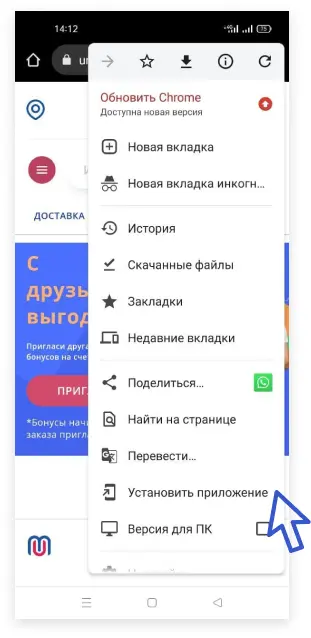 14:12
Обновить Chrome
Доступна новая версия
Новая вкладка
Новая вкладка инкогн...
ДОСТАВКА
История
Скачанные файлы
С
друзь
выгод
Закладки
Недавние вкладки
Пригласи друга
бонусов на сче
Поделиться...
ПРИГЛ
Найти на странице
*Бонусы начи
заказа пригла
Перевести...
Установить приложение
Версия для ПК